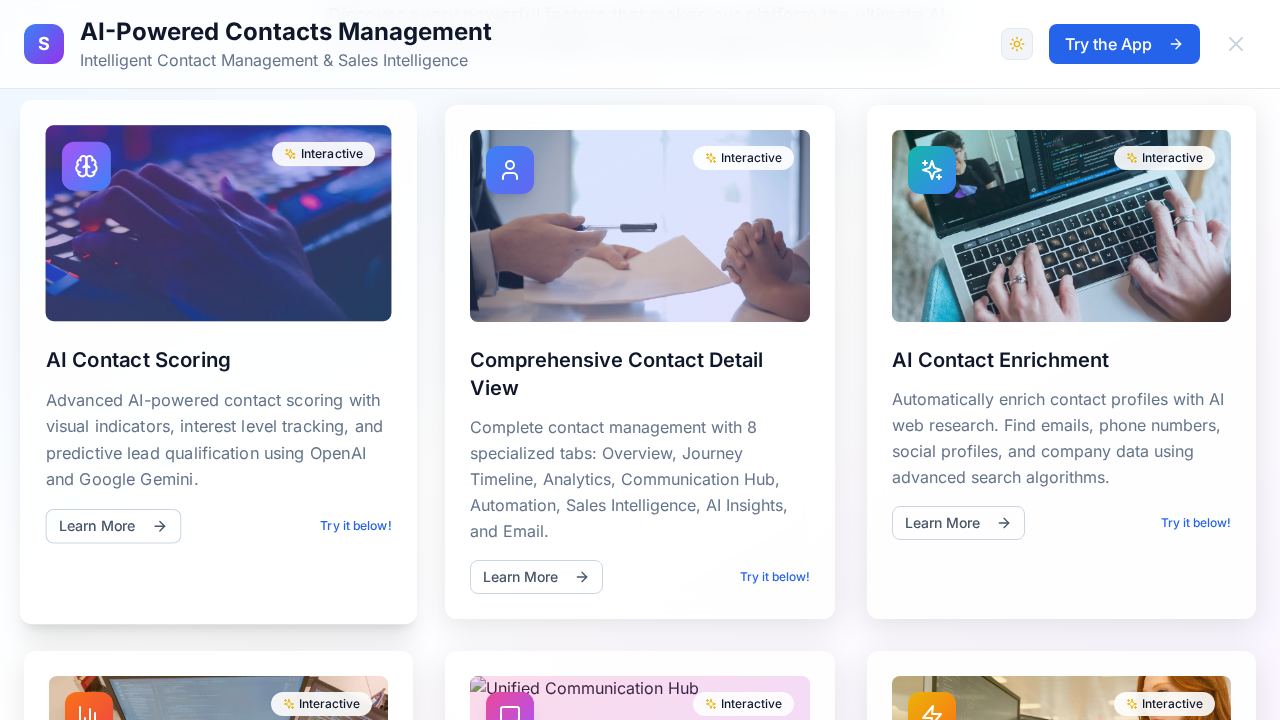 S
AI-Powered Contacts Management
Intelligent Contact Management & Sales Intelligence
Try the App
Interactive
Interactive
Interactive
AI Contact Scoring
Advanced AI-powered contact scoring with
visual indicators, interest level tracking, and
predictive lead qualification using OpenAI
and Google Gemini.
Learn More
Try it below!
Comprehensive Contact Detail
View
Complete contact management with 8
specialized tabs: Overview, Journey
Timeline, Analytics, Communication Hub,
Automation, Sales Intelligence, AI Insights,
and Email.
Learn More
Try it below!
AI Contact Enrichment
Automatically enrich contact profiles with AI
web research. Find emails, phone numbers,
social profiles, and company data using
advanced search algorithms.
Learn More
Try it below!
Interactive
Unified Communication Hub
Interactive
Interactive